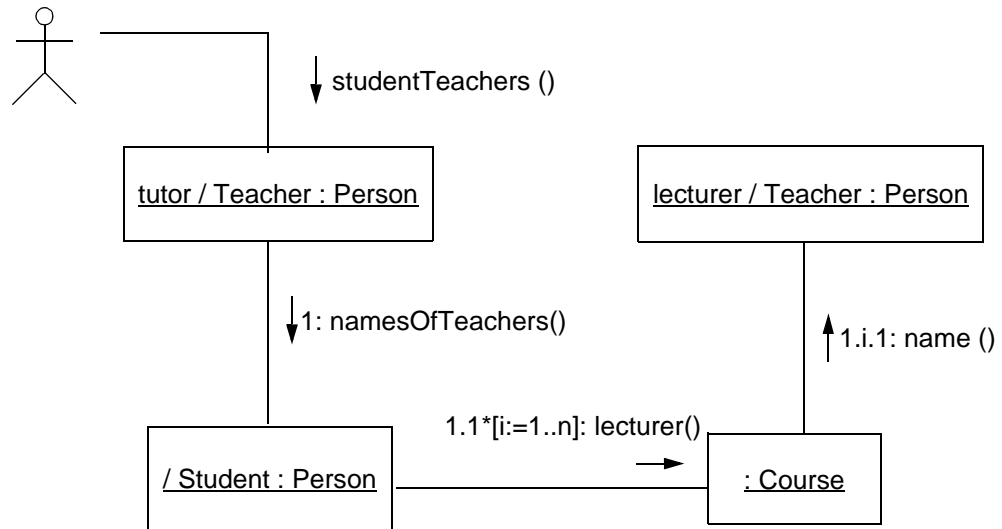 studentTeachers ()
tutor / Teacher : Person
lecturer / Teacher : Person
1: namesOfTeachers()
1.i.1: name ()
1.1*[i:=1..n]: lecturer()
/ Student : Person
: Course